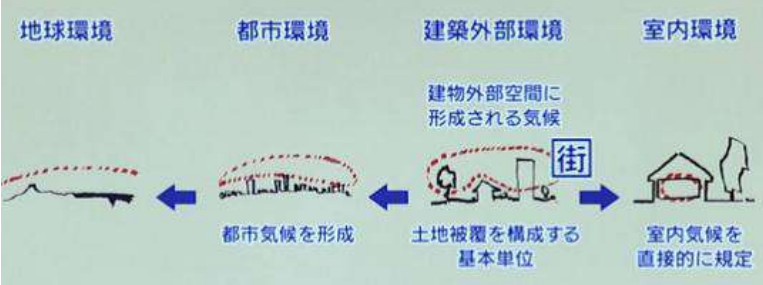 地球環境
都市環境
建築外部環境
室内環境
建物外部空間に
形成される気候
街
都市気候を形成
土地被覆を構成する
基本単位
室内気候を
直接的に規定